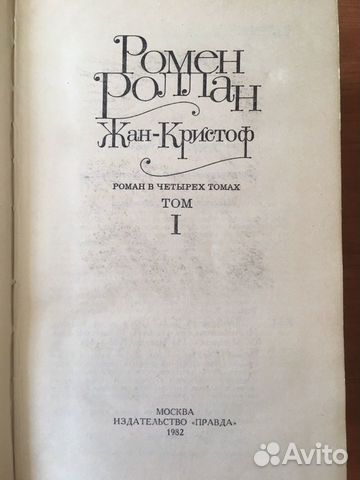 Ромен
Роллан
Жан-Кристоф
РОМАН В ЧЕТЫРЕХ ТОМАХ
ТОМ
I
МОСКВА
ИЗДАТЕЛЬСТВО «ПРАВДА»
1982
Avito